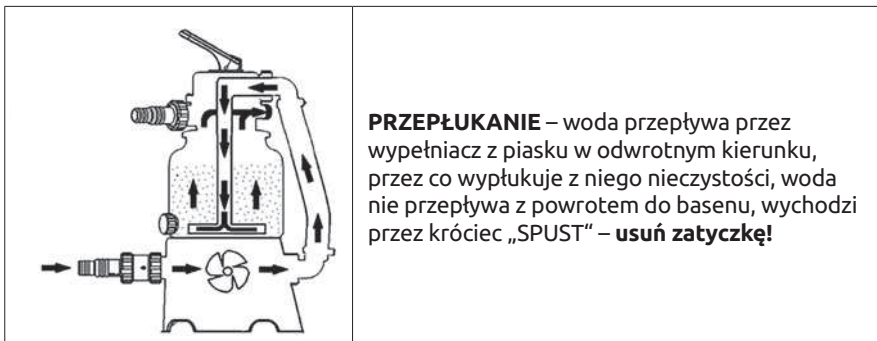 PRZEPŁUKANIE – woda przepływa przez
wypełniacz z piasku w odwrotnym kierunku,
przez co wypłukuje z niego nieczystości, woda
nie przepływa z powrotem do basenu, wychodzi
przez króciec „SPUST“ – usuń zatyczkę!